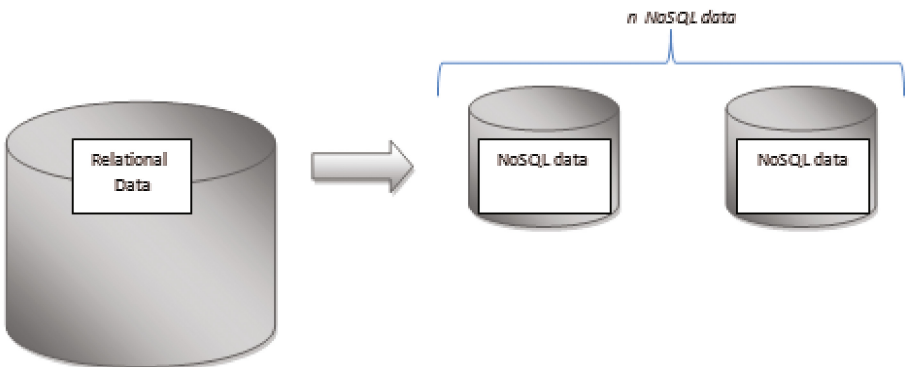 n NoSQL data
Relational
Data
NoSQL data
NoSQL data